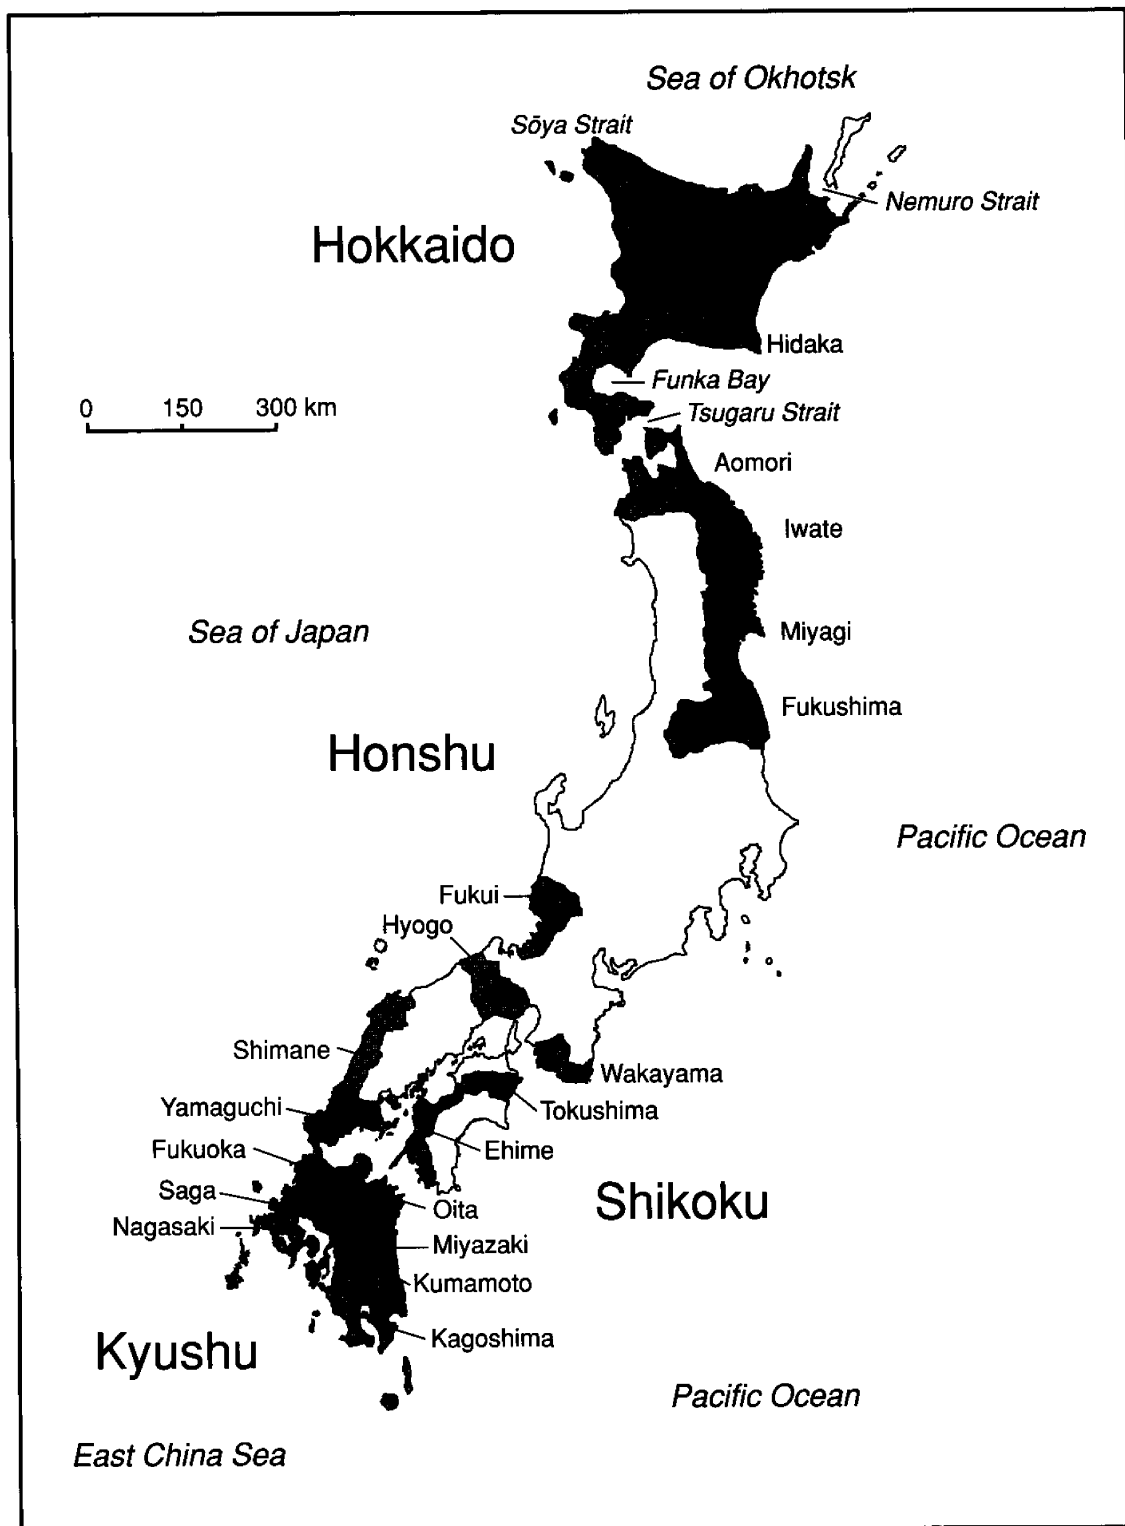 Sea of Okhotsk
Sōya Strait
Nemuro Strait
Hokkaido
Hidaka
Funka Bay
0 150 300 km
Tsugaru Strait
Aomori
Iwate
Sea of Japan
Miyagi
Fukushima
Honshu
Pacific Ocean
Fukui
Hyogo
Shimane
Wakayama
Yamaguchi
Tokushima
Fukuoka
Ehime
Saga
Shikoku
Oita
Nagasaki
Miyazaki
Kumamoto
Kagoshima
Kyushu
Pacific Ocean
East China Sea